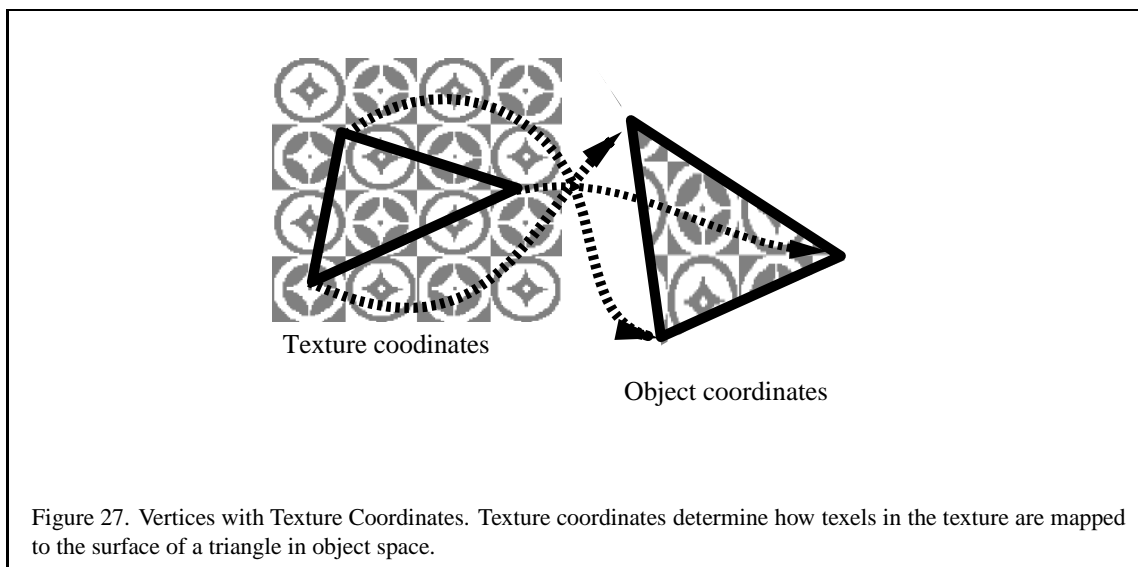 Texture coodinates
Object coordinates
Figure 27. Vertices with Texture Coordinates. Texture coordinates determine how texels in the texture are mapped
to the surface of a triangle in object space.